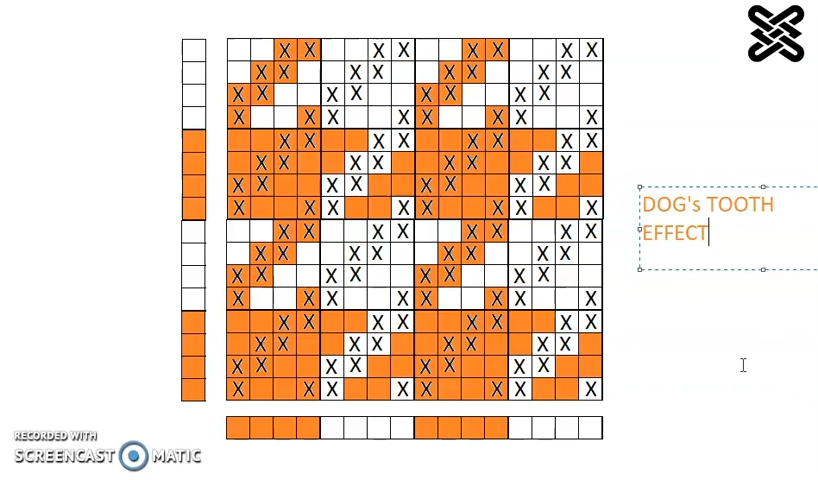 DOG's TOOTH
EFFECT
RECORDED WITH
SCREENCAST MATIC